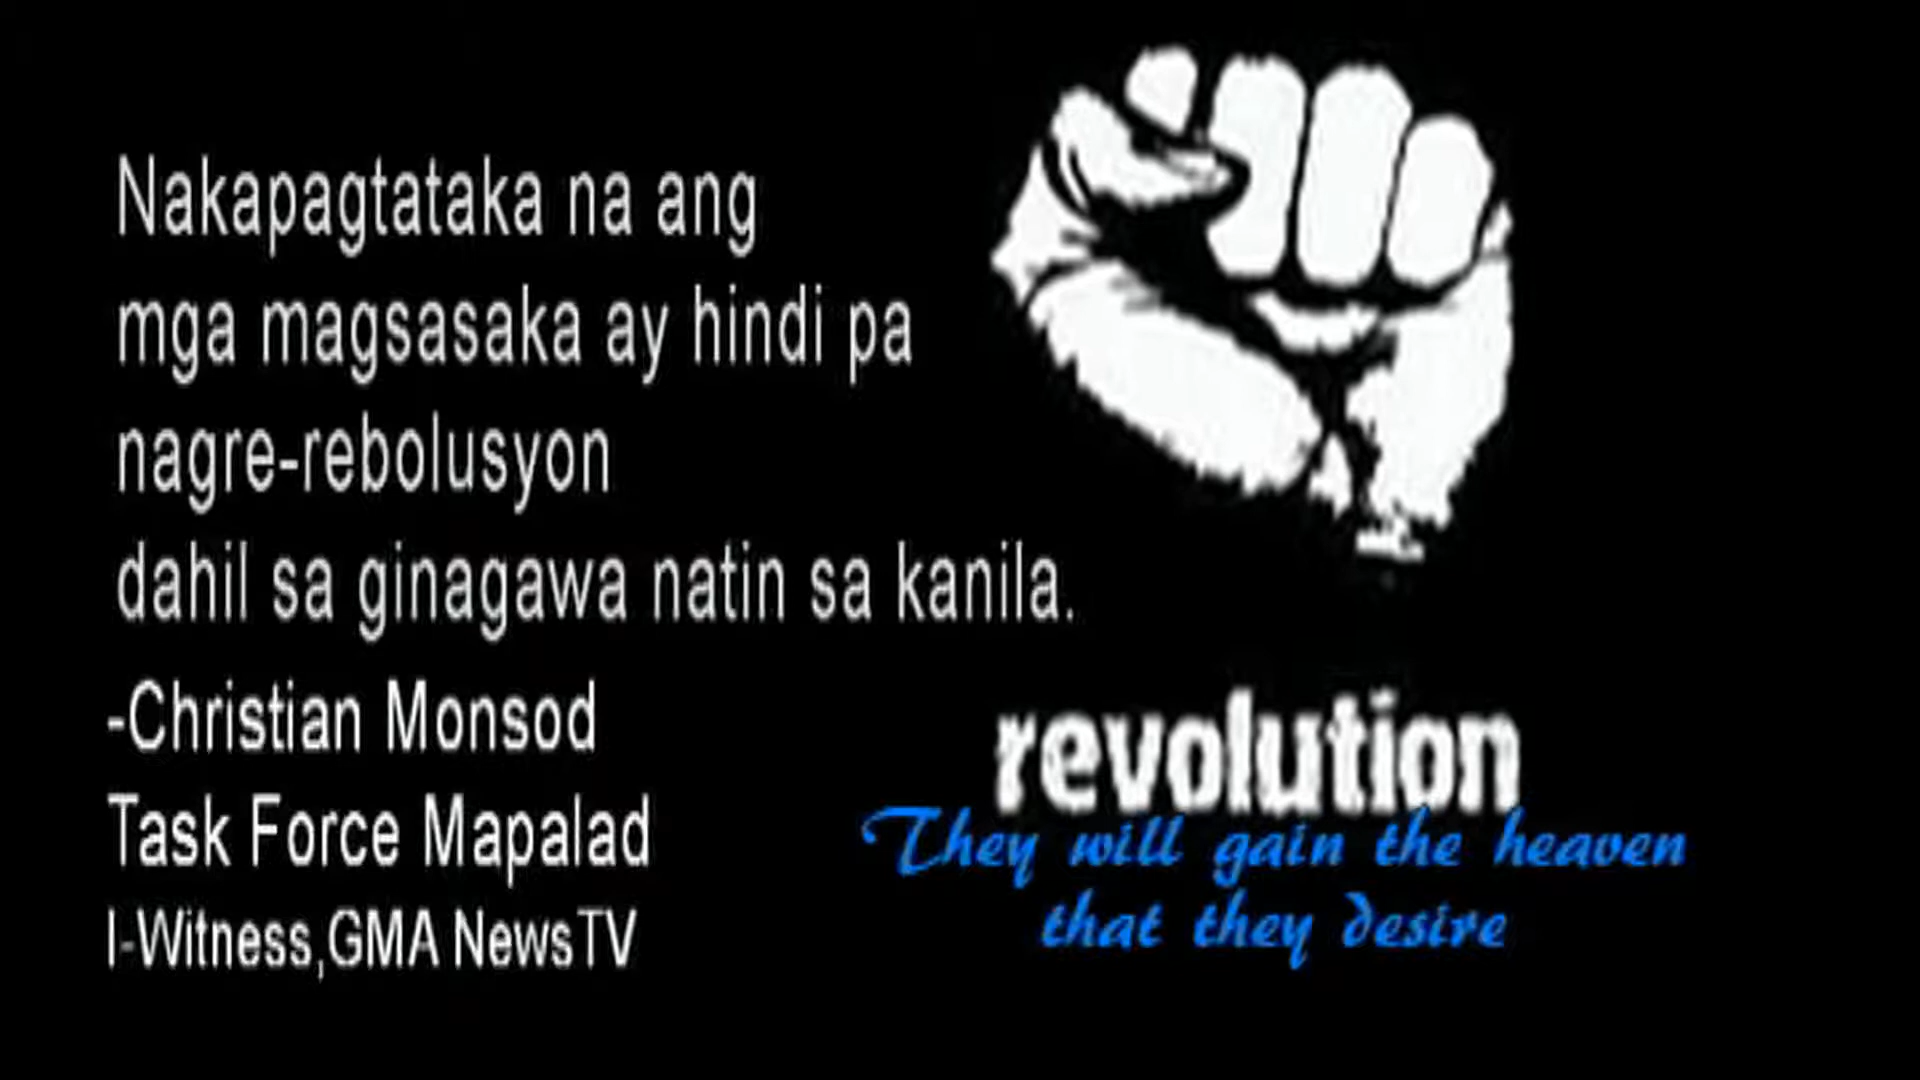 Nakapagtataka na ang
mga magsasaka ay hindi pa
nagre-rebolusyon
dahil sa ginagawa natin sa kanila.
-Christian Monsod
Task Force Mapalad
I-Witness,GMA NewsTV
revolution
They will gain the heaven
that they desire